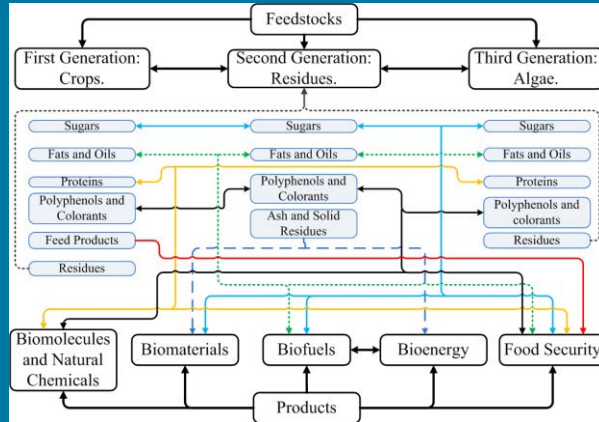 Feedstocks
First Generation:
Crops.
Second Generation:
Residues.
Third Generation:
Algae.
Sugars
Sugars
Sugars
Fats and Oils
Fats and Oils
Fats and Oils
Proteins
Proteins
Polyphenols and
Colorants
Polyphenols and
Colorants
Polyphenols and
colorants
Ash and Solid
Residues
Feed Products
Residues
Residues
Biomolecules
and Natural
Chemicals
Biomaterials
Biofuels
Bioenergy
Food Security
Products